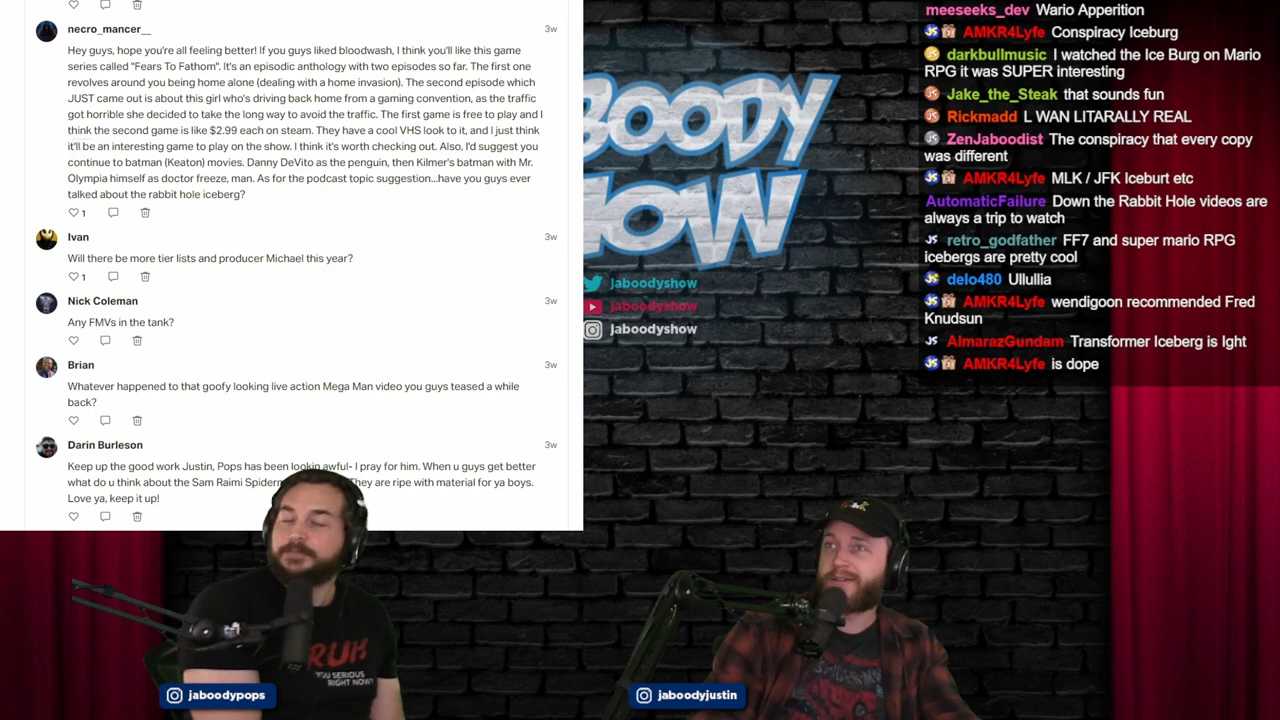 necro_mancer__
3w
Hey guys, hope you're all feeling better! If you guys liked bloodwash, I think you'll like this game
series called "Fears To Fathom". It's an episodic anthology with two episodes so far. The first one
revolves around you being home alone (dealing with a home invasion). The second episode which
JUST came out is about this girl who's driving back home from a gaming convention, as the traffic
got horrible she decided to take the long way to avoid the traffic. The first game is free to play and I
think the second game is like $2.99 each on steam. They have a cool VHS look to it, and I just think
it'll be an interesting game to play on the show. I think it's worth checking out. Also, I'd suggest you
continue to batman (Keaton) movies. Danny DeVito as the penguin, then Kilmer's batman with Mr.
Olympia himself as doctor freeze, man. As for the podcast topic suggestion...have you guys ever
talked about the rabbit hole iceberg?
1
Ivan
3w
Will there be more tier lists and producer Michael this year?
1
Nick Coleman
3w
Any FMVs in the tank?
Brian
3w
Whatever happened to that goofy looking live action Mega Man video you guys teased a while
back?
Darin Burleson
3w
Keep up the good work Justin, Pops has been lookin awful- I pray for him. When u guys get better
what do u think about the Sam Raimi Spiderm They are ripe with material for ya boys.
Love ya, keep it up!
BOODY
HOW
jaboodyshow
jaboodyshow
jaboodyshow
meeseeks_dev Wario Apperition
AMKR4Lyfe Conspiracy Iceburg
darkbullmusic I watched the Ice Burg on Mario
RPG it was SUPER interesting
Jake_the_Steak that sounds fun
Rickmadd L WAN LITARALLY REAL
ZenJaboodist The conspiracy that every copy
was different
AMKR4Lyfe MLK / JFK Iceburt etc
AutomaticFailure Down the Rabbit Hole videos are
always a trip to watch
retro_godfather FF7 and super mario RPG
icebergs are pretty cool
delo480 Ullullia
AMKR4Lyfe wendigoon recommended Fred
Knudsun
AlmarazGundam Transformer Iceberg is Ight
AMKR4Lyfe is dope
RUH
YOU SERIOUS
RIGHT NOW?
jaboodypops
jaboodyjustin